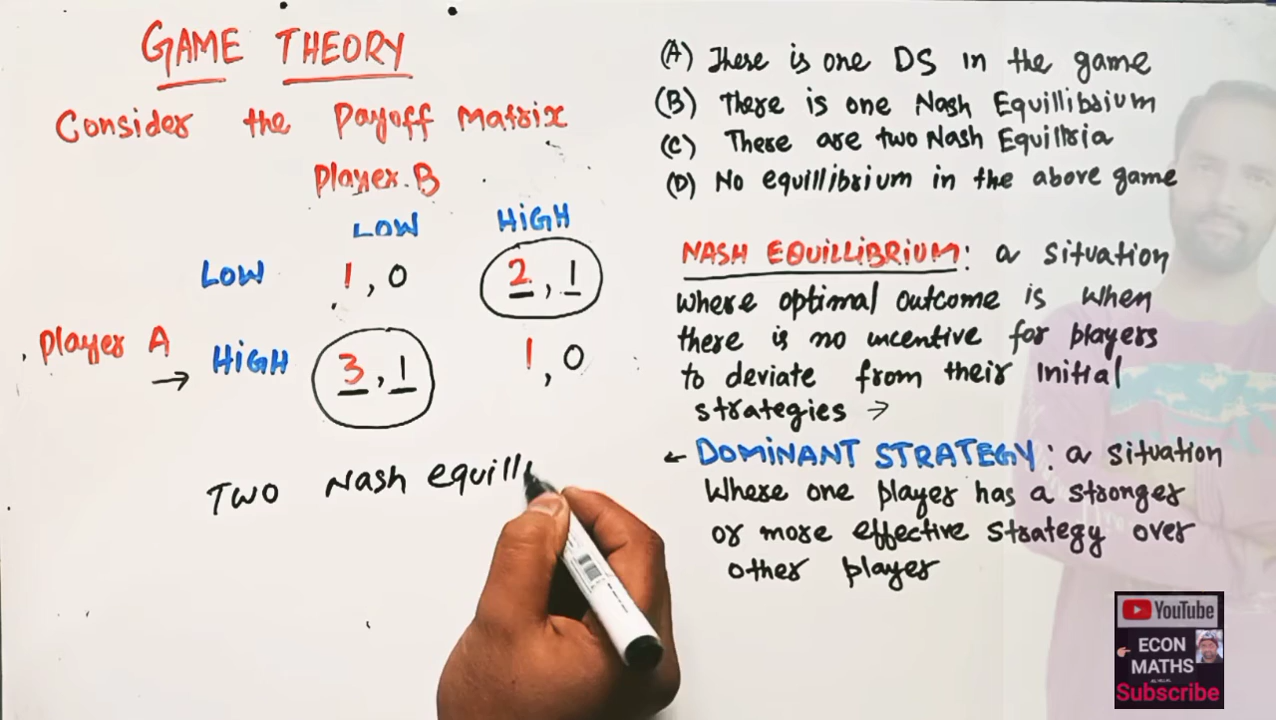 GAME THEORY
Consider the Payoff Matrix
Player.B
LOW HiGH
LOW 1, 0 2, 1
Player A → HiGH 3, 1 1, 0
TWO Nash equill
(A) There is one DS in the game
(B) There is one Nash Equillibrium
(C) There are two Nash Equiltria
(D) No equillibrium in the above game
NASH EQUILLiBRIUM: a situation
where optimal outcome is when
there is no incentive for players
to deviate from their initial
strategies →
← DOMiNANT STRATEGY: a situation
Where one player has a stronger
or more effective strategy over
other player
YouTube
ECON
MATHS
Subscribe